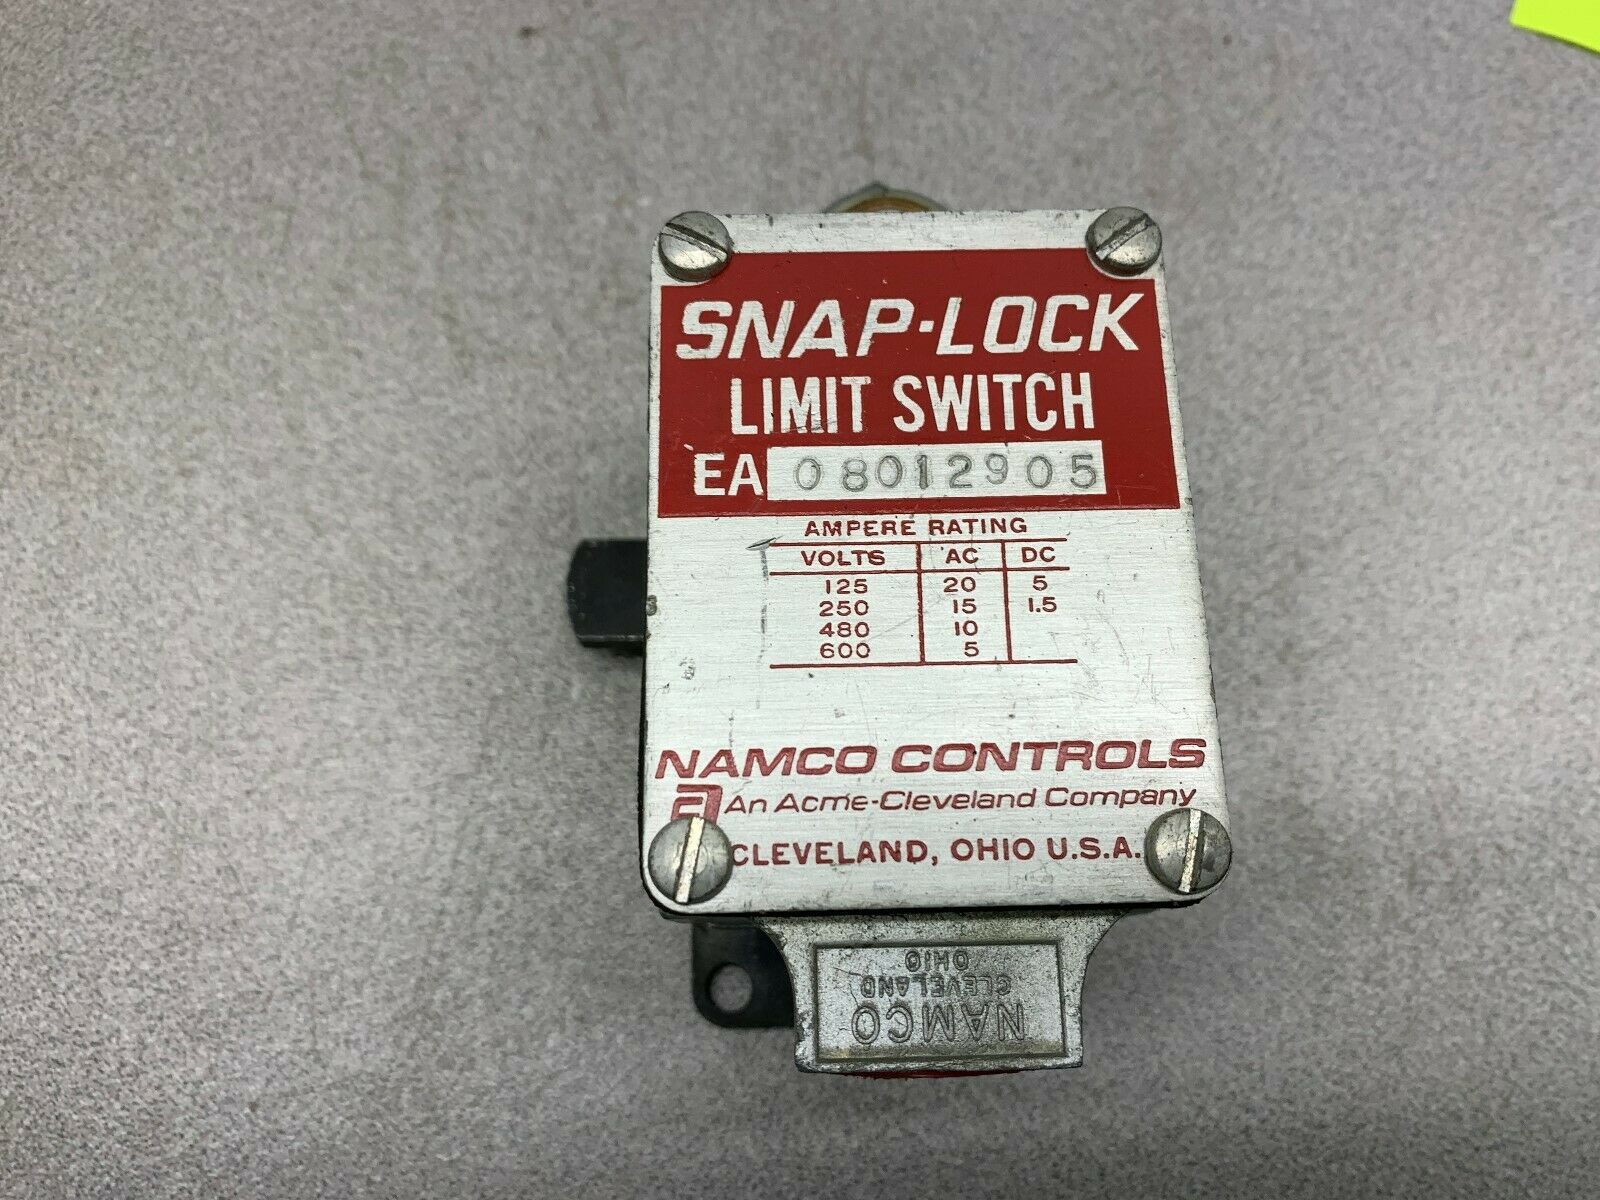 SNAP-LOCK
LIMIT SWITCH
EA 08012905
AMPERE RATING
VOLTS AC DC
125 20 5
250 15 1.5
480 10
600 5
NAMCO CONTROLS
a An Acme-Cleveland Company
CLEVELAND, OHIO U.S.A.
NAMCO
CLEVELAND
OHIO